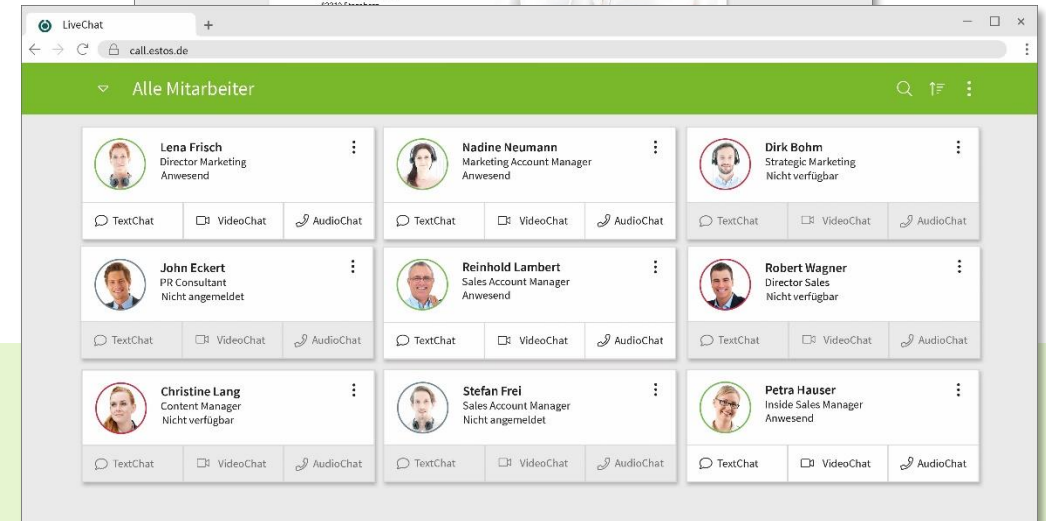 LiveChat
call.estos.de
Alle Mitarbeiter
Lena Frisch
Director Marketing
Anwesend
TextChat VideoChat AudioChat
Nadine Neumann
Marketing Account Manager
Anwesend
TextChat VideoChat AudioChat
Dirk Bohm
Strategic Marketing
Nicht verfügbar
TextChat VideoChat AudioChat
John Eckert
PR Consultant
Nicht angemeldet
TextChat VideoChat AudioChat
Reinhold Lambert
Sales Account Manager
Anwesend
TextChat VideoChat AudioChat
Robert Wagner
Director Sales
Nicht verfügbar
TextChat VideoChat AudioChat
Christine Lang
Content Manager
Nicht verfügbar
TextChat VideoChat AudioChat
Stefan Frei
Sales Account Manager
Nicht angemeldet
TextChat VideoChat AudioChat
Petra Hauser
Inside Sales Manager
Anwesend
TextChat VideoChat AudioChat